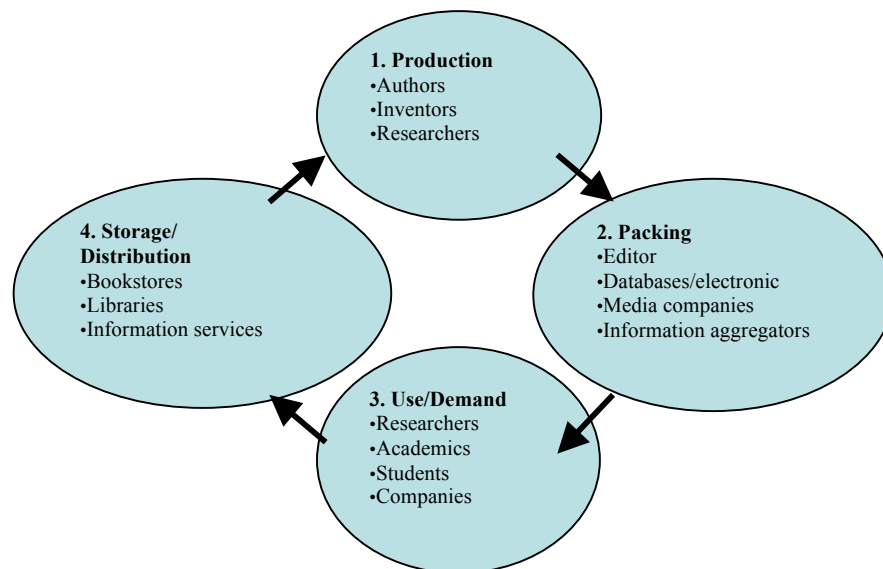 1. Production
•Authors
•Inventors
•Researchers
2. Packing
•Editor
•Databases/electronic
•Media companies
•Information aggregators
3. Use/Demand
•Researchers
•Academics
•Students
•Companies
4. Storage/
Distribution
•Bookstores
•Libraries
•Information services